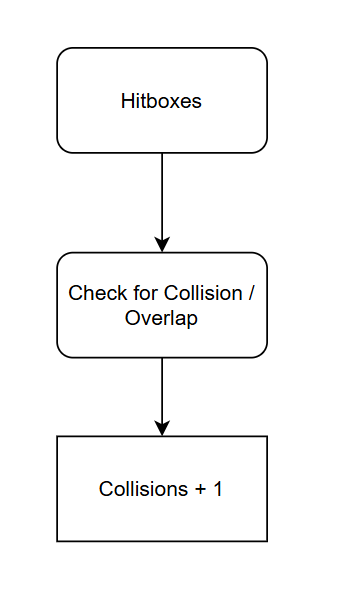 Hitboxes
Check for Collision /
Overlap
Collisions + 1